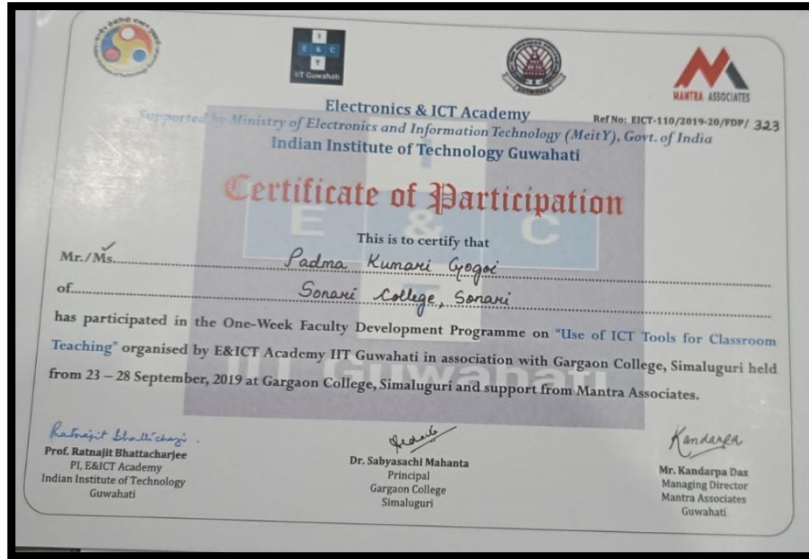 E & C
I
T
IIT Guwahati
MANTRA ASSOCIATES
Electronics & ICT Academy
Ref No: EICT-110/2019-20/FDP/ 323
Supported by Ministry of Electronics and Information Technology (MeitY), Govt. of India
Indian Institute of Technology Guwahati
Certificate of Participation
This is to certify that
Mr./Ms. Padma Kumari Gogoi
of Sonari College, Sonari
has participated in the One-Week Faculty Development Programme on "Use of ICT Tools for Classroom
Teaching" organised by E&ICT Academy IIT Guwahati in association with Gargaon College, Simaluguri held
from 23 – 28 September, 2019 at Gargaon College, Simaluguri and support from Mantra Associates.
Ratnajit Bhattacharjee
Kandarpa
Prof. Ratnajit Bhattacharjee
PI, E&ICT Academy
Indian Institute of Technology
Guwahati
Dr. Sabyasachi Mahanta
Principal
Gargaon College
Simaluguri
Mr. Kandarpa Das
Managing Director
Mantra Associates
Guwahati